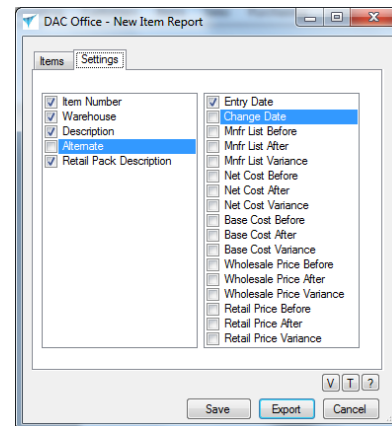 DAC Office - New Item Report
Items Settings
Item Number
Warehouse
Description
Alternate
Retail Pack Description
Entry Date
Change Date
Mnfr List Before
Mnfr List After
Mnfr List Variance
Net Cost Before
Net Cost After
Net Cost Variance
Base Cost Before
Base Cost After
Base Cost Variance
Wholesale Price Before
Wholesale Price After
Wholesale Price Variance
Retail Price Before
Retail Price After
Retail Price Variance
V T ?
Save Export Cancel